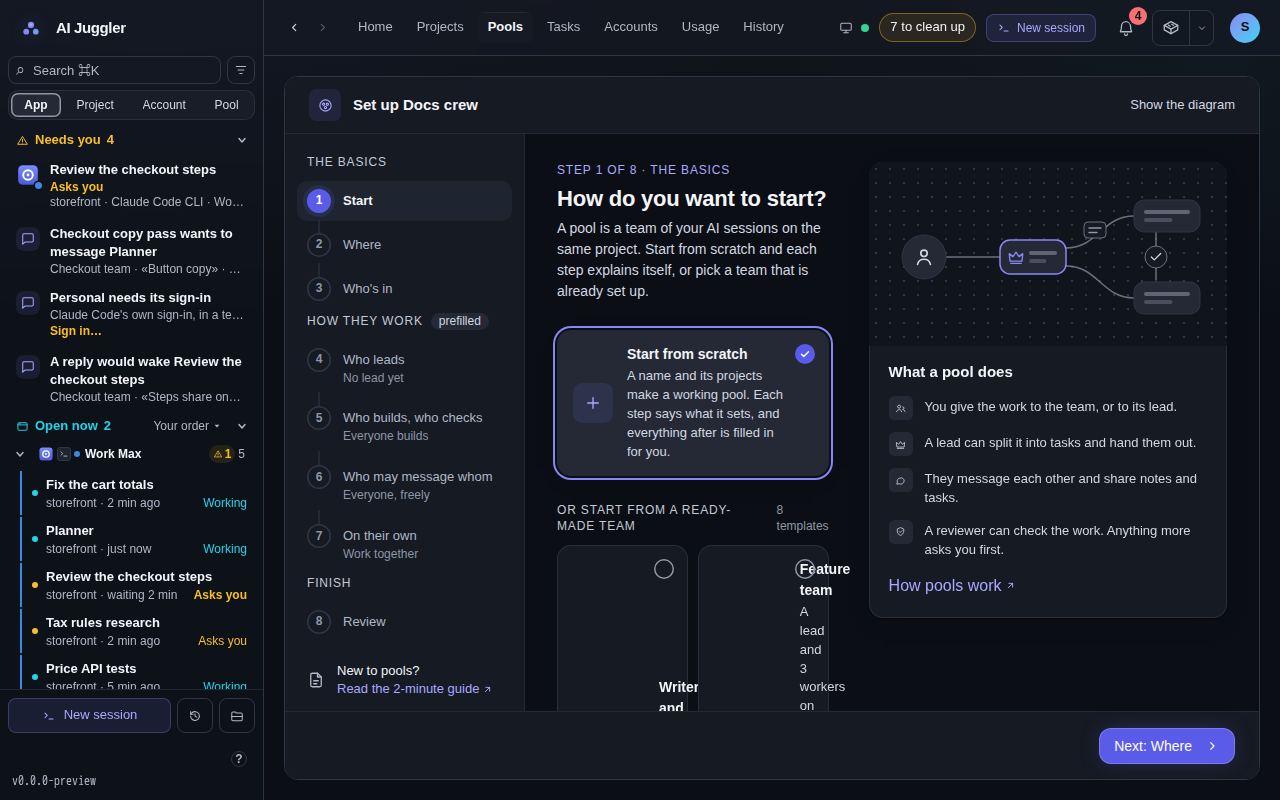 AI Juggler
Search ⌘K
App Project Account Pool
Needs you 4
Review the checkout steps
Asks you
storefront · Claude Code CLI · Wo…
Checkout copy pass wants to
message Planner
Checkout team · «Button copy» · …
Personal needs its sign-in
Claude Code's own sign-in, in a te…
Sign in…
A reply would wake Review the
checkout steps
Checkout team · «Steps share on…
Open now 2 Your order
Work Max 1 5
Fix the cart totals
storefront · 2 min ago Working
Planner
storefront · just now Working
Review the checkout steps
storefront · waiting 2 min Asks you
Tax rules research
storefront · 2 min ago Asks you
Price API tests
storefront · 5 min ago Working
New session
?
v0.0.0-preview
Home Projects Pools Tasks Accounts Usage History
7 to clean up
New session
4
S
Set up Docs crew
Show the diagram
THE BASICS
1 Start
2 Where
3 Who's in
HOW THEY WORK prefilled
4 Who leads
No lead yet
5 Who builds, who checks
Everyone builds
6 Who may message whom
Everyone, freely
7 On their own
Work together
FINISH
8 Review
New to pools?
Read the 2-minute guide
STEP 1 OF 8 · THE BASICS
How do you want to start?
A pool is a team of your AI sessions on the
same project. Start from scratch and each
step explains itself, or pick a team that is
already set up.
Start from scratch
A name and its projects
make a working pool. Each
step says what it sets, and
everything after is filled in
for you.
OR START FROM A READY-
MADE TEAM
8
templates
Writer
and
Feature
team
A
lead
and
3
workers
on
What a pool does
You give the work to the team, or to its lead.
A lead can split it into tasks and hand them out.
They message each other and share notes and
tasks.
A reviewer can check the work. Anything more
asks you first.
How pools work
Next: Where